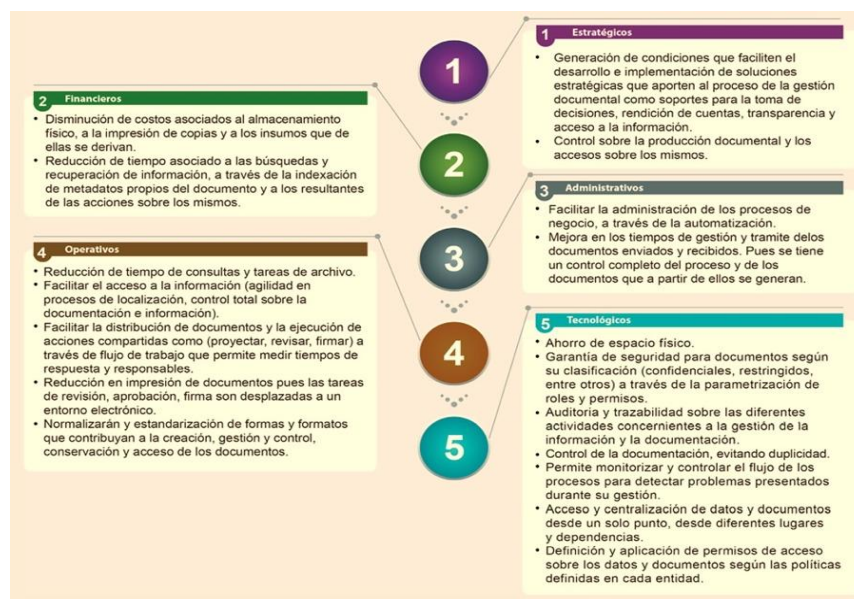 1 Estratégicos
• Generación de condiciones que faciliten el
desarrollo e implementación de soluciones
estratégicas que aporten al proceso de la gestión
documental como soportes para la toma de
decisiones, rendición de cuentas, transparencia y
acceso a la información.
• Control sobre la producción documental y los
accesos sobre los mismos.
2 Financieros
• Disminución de costos asociados al almacenamiento
físico, a la impresión de copias y a los insumos que de
ellas se derivan.
• Reducción de tiempo asociado a las búsquedas y
recuperación de información, a través de la indexación
de metadatos propios del documento y a los resultantes
de las acciones sobre los mismos.
3 Administrativos
• Facilitar la administración de los procesos de
negocio, a través de la automatización.
• Mejora en los tiempos de gestión y tramite delos
documentos enviados y recibidos. Pues se tiene
un control completo del proceso y de los
documentos que a partir de ellos se generan.
4 Operativos
• Reducción de tiempo de consultas y tareas de archivo.
• Facilitar el acceso a la información (agilidad en
procesos de localización, control total sobre la
documentación e información).
• Facilitar la distribución de documentos y la ejecución de
acciones compartidas como (proyectar, revisar, firmar) a
través de flujo de trabajo que permite medir tiempos de
respuesta y responsables.
• Reducción en impresión de documentos pues las tareas
de revisión, aprobación, firma son desplazadas a un
entorno electrónico.
• Normalizarán y estandarización de formas y formatos
que contribuyan a la creación, gestión y control,
conservación y acceso de los documentos.
5 Tecnológicos
• Ahorro de espacio físico.
• Garantía de seguridad para documentos según
su clasificación (confidenciales, restringidos,
entre otros) a través de la parametrización de
roles y permisos.
• Auditoria y trazabilidad sobre las diferentes
actividades concernientes a la gestión de la
información y la documentación.
• Control de la documentación, evitando duplicidad.
• Permite monitorizar y controlar el flujo de los
procesos para detectar problemas presentados
durante su gestión.
• Acceso y centralización de datos y documentos
desde un solo punto, desde diferentes lugares
y dependencias.
• Definición y aplicación de permisos de acceso
sobre los datos y documentos según las políticas
definidas en cada entidad.
1
2
3
4
5